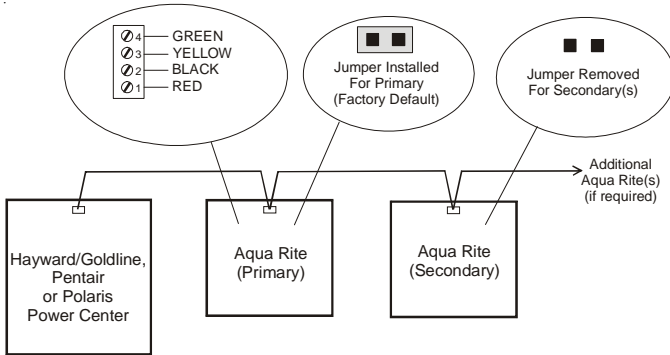 4 GREEN
3 YELLOW
2 BLACK
1 RED
Jumper Installed
For Primary
(Factory Default)
Jumper Removed
For Secondary(s)
Additional
Aqua Rite(s)
(if required)
Hayward/Goldline,
Pentair
or Polaris
Power Center
Aqua Rite
(Primary)
Aqua Rite
(Secondary)